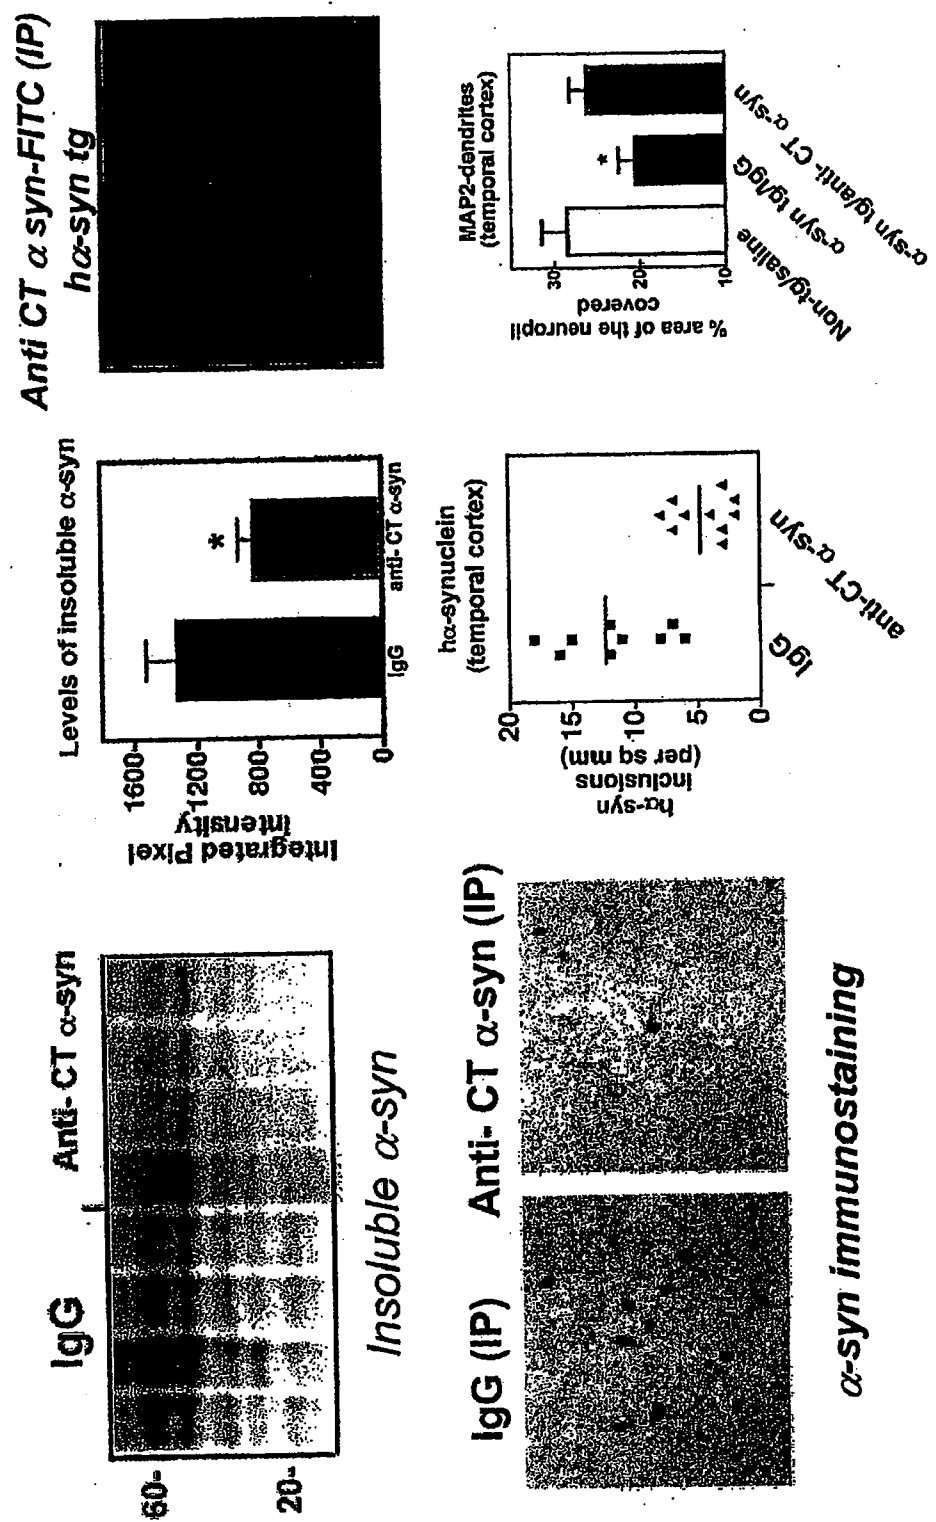 IgG
Anti- CT α-syn
60-
20-
Insoluble α-syn
Levels of insoluble α-syn
Integrated Pixel
intensity
1600-
1200-
800-
400-
0-
*
IgG
anti- CT α-syn
Anti CT α syn-FITC (IP)
hα-syn tg
IgG (IP)
Anti- CT α-syn (IP)
α-syn immunostaining
hα-synuclein
(temporal cortex)
hα-syn
inclusions
(per sq mm)
20
15-
10-
5-
0
IgG
anti-CT α-syn
MAP2-dendrites
(temporal cortex)
% area of the neuropil
covered
30
20
10
*
Non-tg/saline
α-syn tg/IgG
α-syn tg/anti- CT α-syn